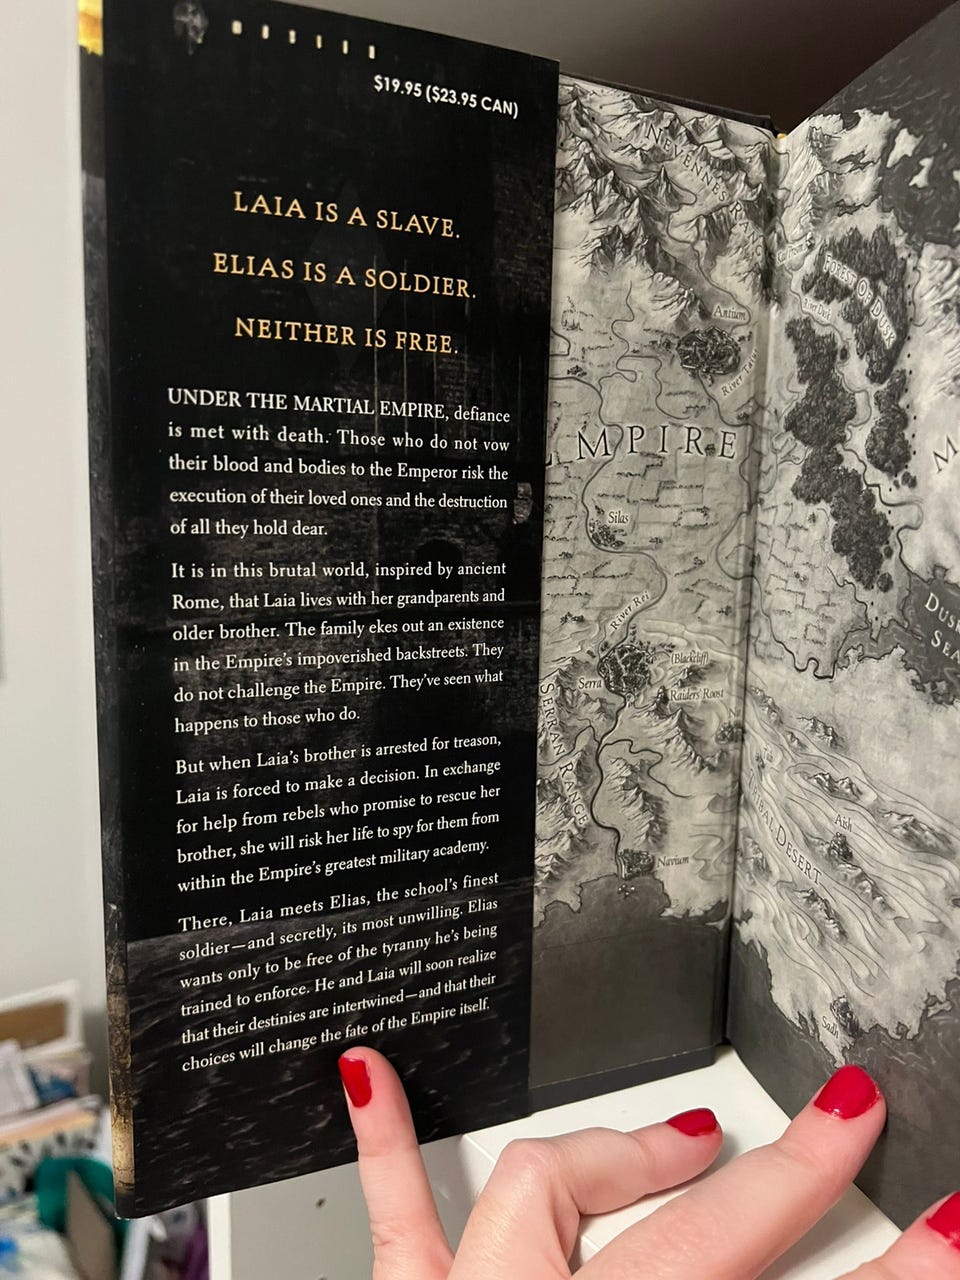 $19.95 ($23.95 CAN)
LAIA IS A SLAVE.
ELIAS IS A SOLDIER.
NEITHER IS FREE.
UNDER THE MARTIAL EMPIRE, defiance
is met with death. Those who do not vow
their blood and bodies to the Emperor risk the
execution of their loved ones and the destruction
of all they hold dear.
It is in this brutal world, inspired by ancient
Rome, that Laia lives with her grandparents and
older brother. The family ekes out an existence
in the Empire's impoverished backstreets. They
do not challenge the Empire. They've seen what
happens to those who do.
But when Laia's brother is arrested for treason,
Laia is forced to make a decision. In exchange
for help from rebels who promise to rescue her
brother, she will risk her life to spy for them from
within the Empire's greatest military academy.
There, Laia meets Elias, the school's finest
soldier—and secretly, its most unwilling. Elias
wants only to be free of the tyranny he's being
trained to enforce. He and Laia will soon realize
that their destinies are intertwined—and that their
choices will change the fate of the Empire itself.
NEVENNES R
Antium
River Taius
EMPIRE
Silas
River Rei
(Blackcliff)
Serra
Raiders' Roost
SERRAN RANGE
Navium
FOREST OF DUSK
River Dusk
M
DUSK
SEA
TRIBAL DESERT
Aish
Sadh